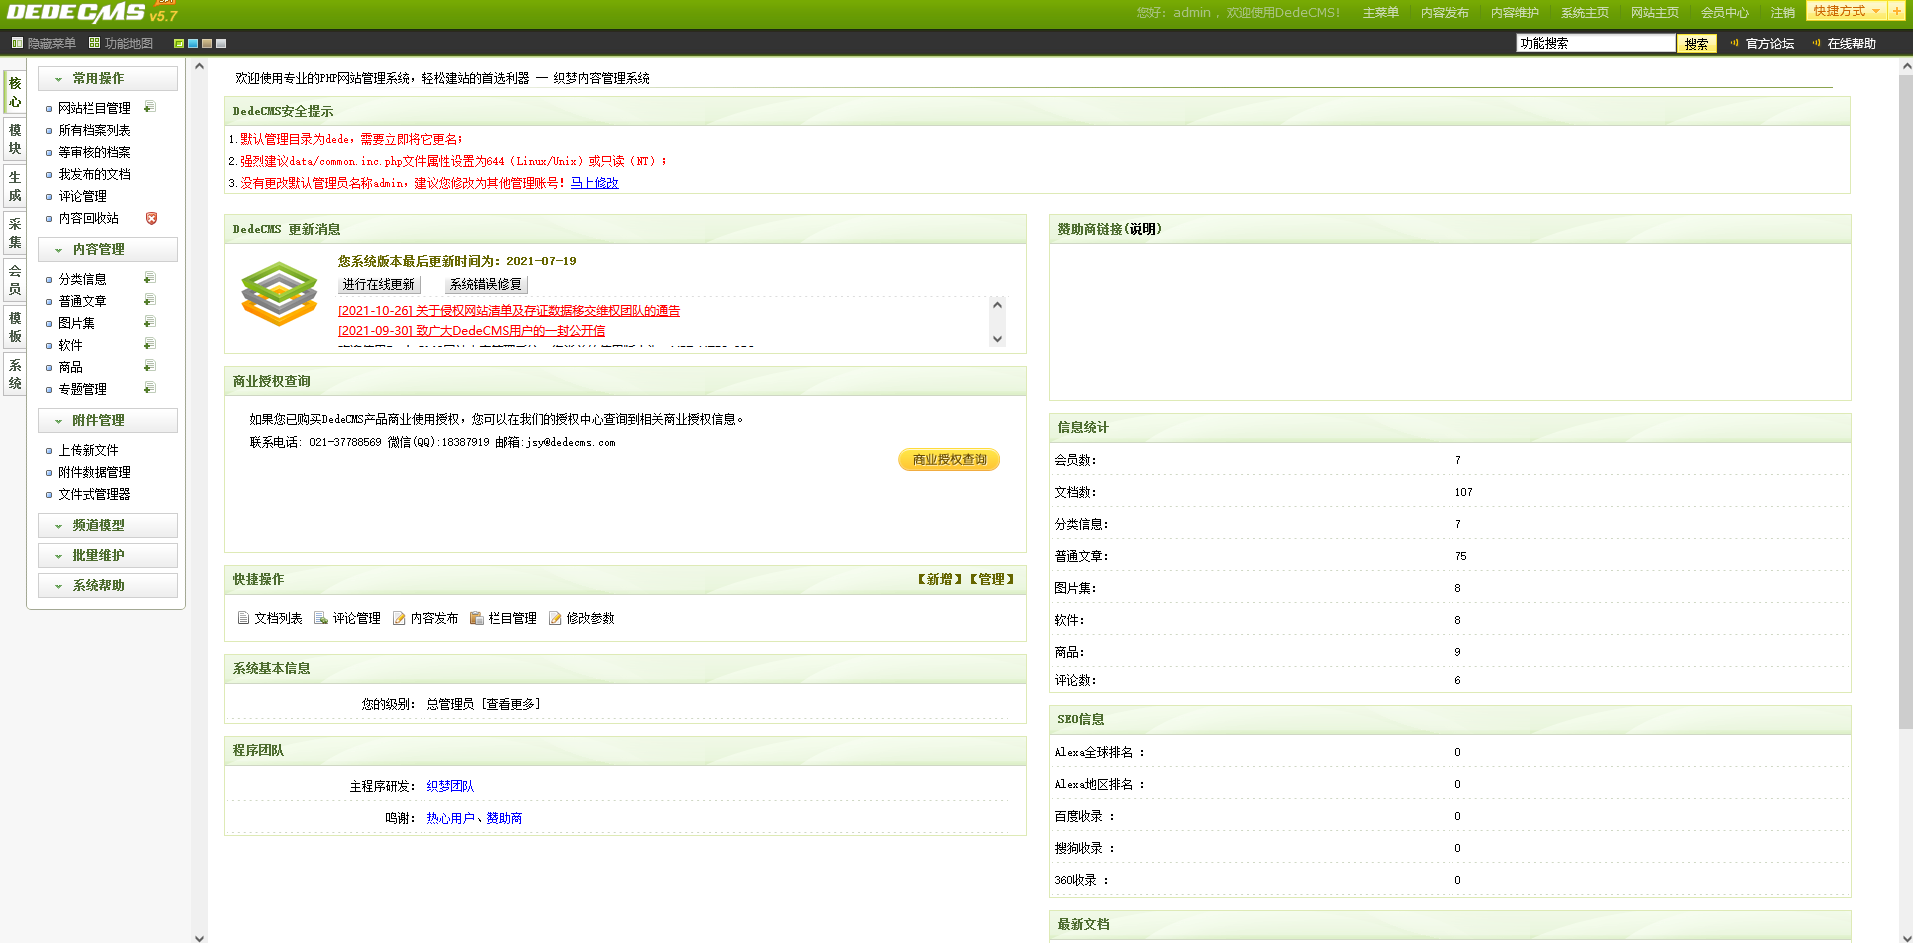 DEDECMS v5.7
您好：admin ，欢迎使用DedeCMS！ 主菜单 内容发布 内容维护 系统主页 网站主页 会员中心 注销 快捷方式 +
隐藏菜单 功能地图
功能搜索 搜索 官方论坛 在线帮助
核心
模块
生成
采集
会员
模板
系统
常用操作
网站栏目管理
所有档案列表
等审核的档案
我发布的文档
评论管理
内容回收站
内容管理
分类信息
普通文章
图片集
软件
商品
专题管理
附件管理
上传新文件
附件数据管理
文件式管理器
频道模型
批量维护
系统帮助
欢迎使用专业的PHP网站管理系统，轻松建站的首选利器 — 织梦内容管理系统
DedeCMS安全提示
1.默认管理目录为dede，需要立即将它更名；
2.强烈建议data/common.inc.php文件属性设置为644（Linux/Unix）或只读（NT）；
3.没有更改默认管理员名称admin，建议您修改为其他管理账号！马上修改
DedeCMS 更新消息
您系统版本最后更新时间为：2021-07-19
进行在线更新 系统错误修复
[2021-10-26] 关于侵权网站清单及存证数据移交维权团队的通告
[2021-09-30] 致广大DedeCMS用户的一封公开信
商业授权查询
如果您已购买DedeCMS产品商业使用授权，您可以在我们的授权中心查询到相关商业授权信息。
联系电话: 021-37788569 微信(QQ):18387919 邮箱:jsy@dedecms.com
商业授权查询
快捷操作 【新增】【管理】
文档列表 评论管理 内容发布 栏目管理 修改参数
系统基本信息
您的级别： 总管理员 [查看更多]
程序团队
主程序研发： 织梦团队
鸣谢： 热心用户、赞助商
赞助商链接(说明)
信息统计
会员数： 7
文档数： 107
分类信息： 7
普通文章： 75
图片集： 8
软件： 8
商品： 9
评论数： 6
SEO信息
Alexa全球排名 ： 0
Alexa地区排名 ： 0
百度收录 ： 0
搜狗收录 ： 0
360收录 ： 0
最新文档